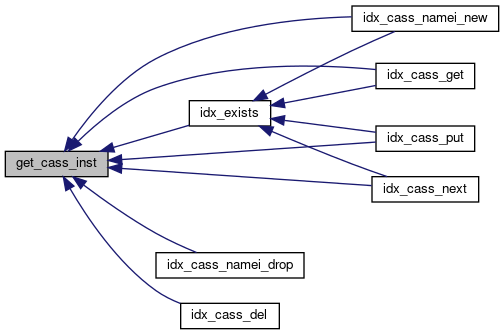 idx_cass_namei_new
idx_cass_get
idx_exists
idx_cass_put
get_cass_inst
idx_cass_next
idx_cass_namei_drop
idx_cass_del